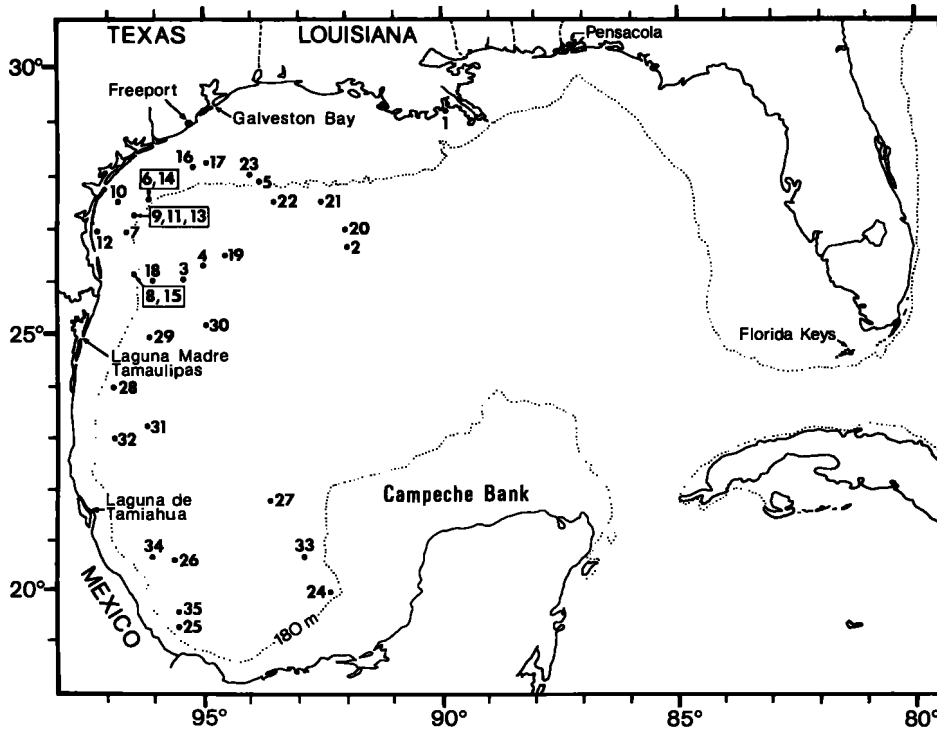 TEXAS
LOUISIANA
Pensacola
30°
Freeport
Galveston Bay
1
16
17
23
5
6, 14
10
22
21
9, 11, 13
12
7
20
2
4
19
18
3
8, 15
30
29
25°
Florida Keys
Laguna Madre
Tamaulipas
28
31
32
27
Campeche Bank
Laguna de
Tamiahua
34
26
33
24
20°
MEXICO
35
25
180 m
95°
90°
85°
80°